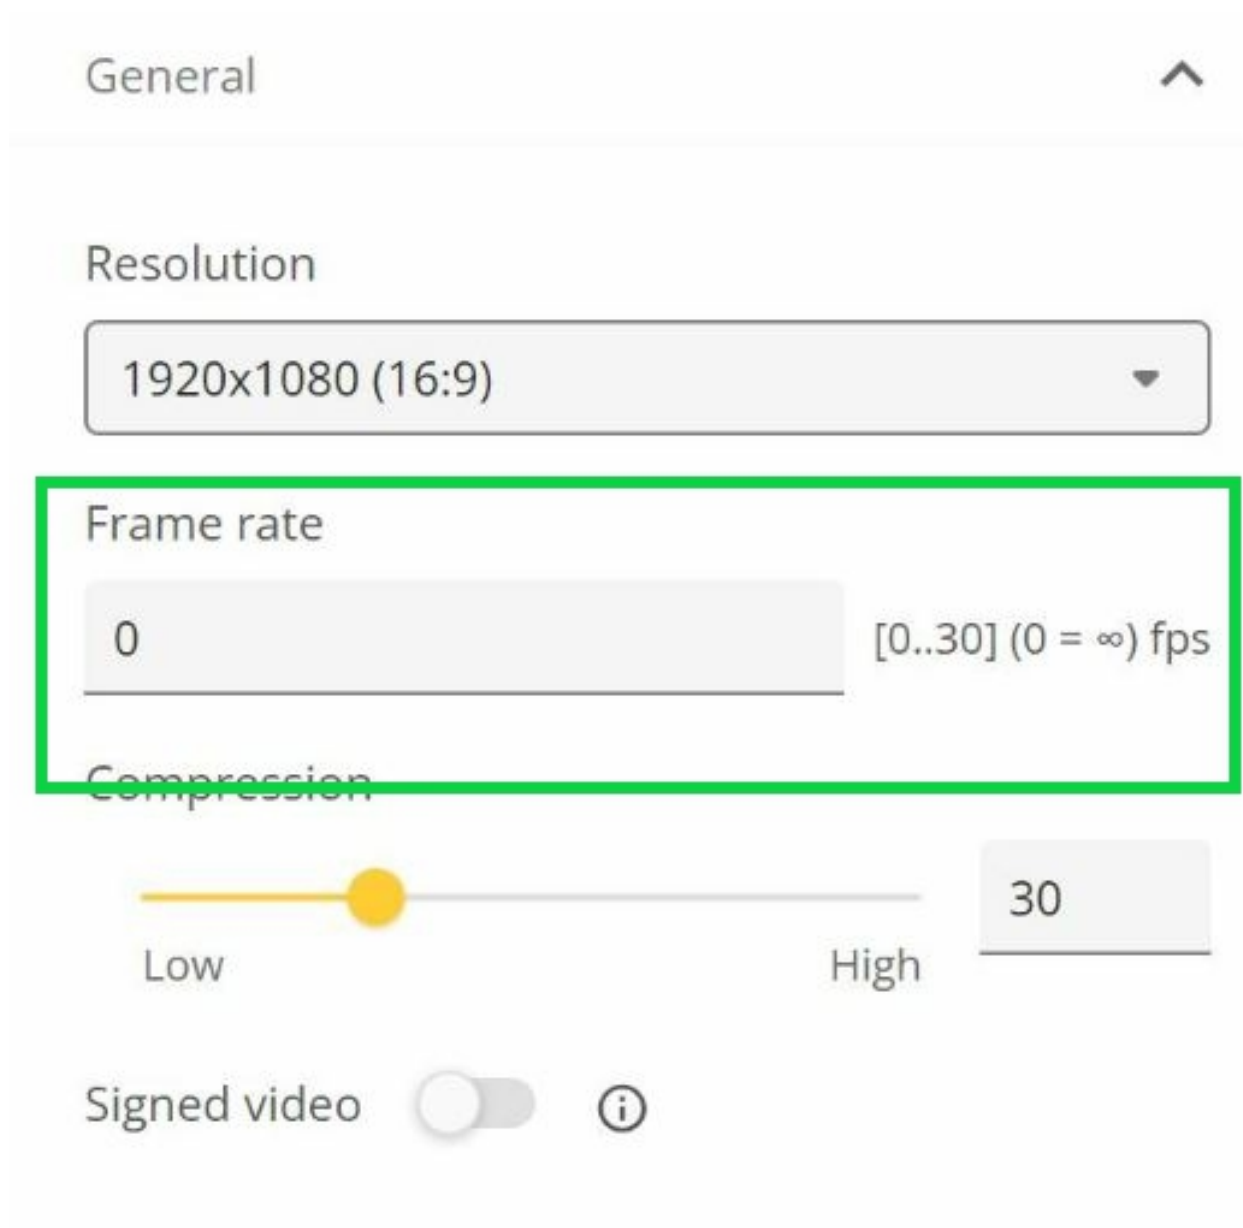 General
Resolution
1920x1080 (16:9)
Frame rate
0
[0..30] (0 = ∞) fps
Compression
30
Low
High
Signed video